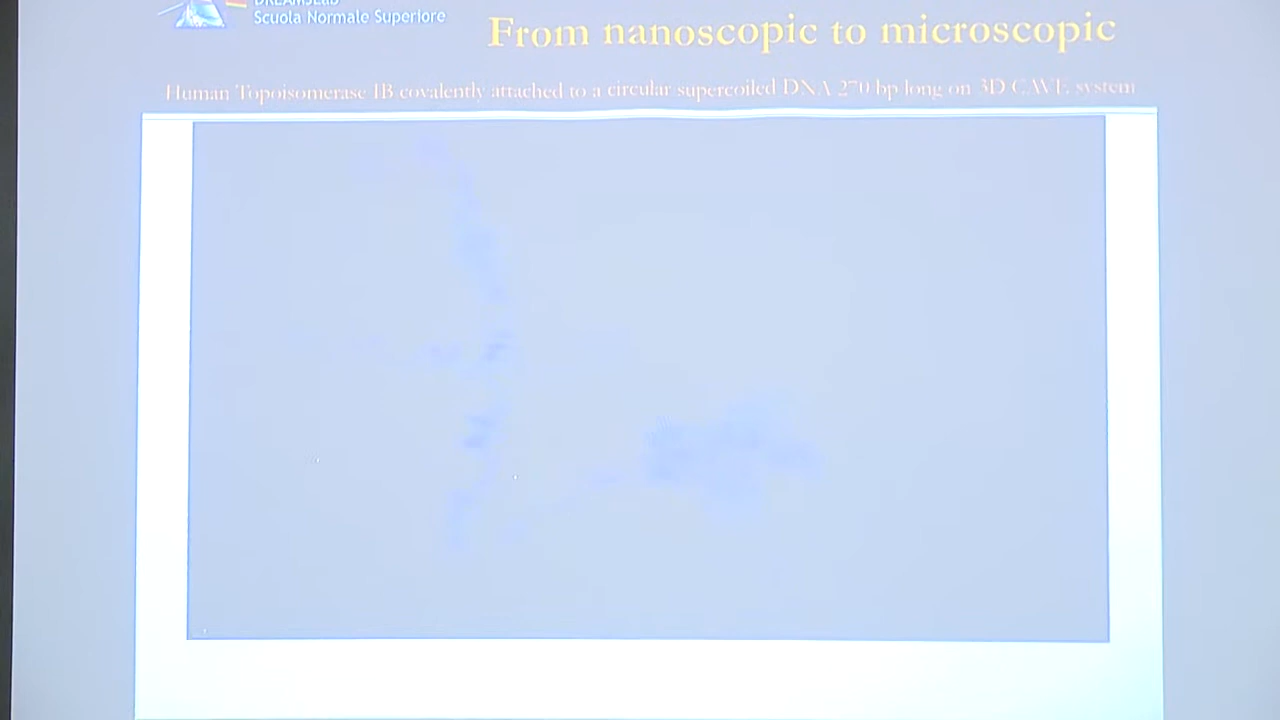 DREAMSLab
Scuola Normale Superiore
From nanoscopic to microscopic
Human Topoisomerase IB covalently attached to a circular supercoiled DNA 270 bp long on 3D CAVE system